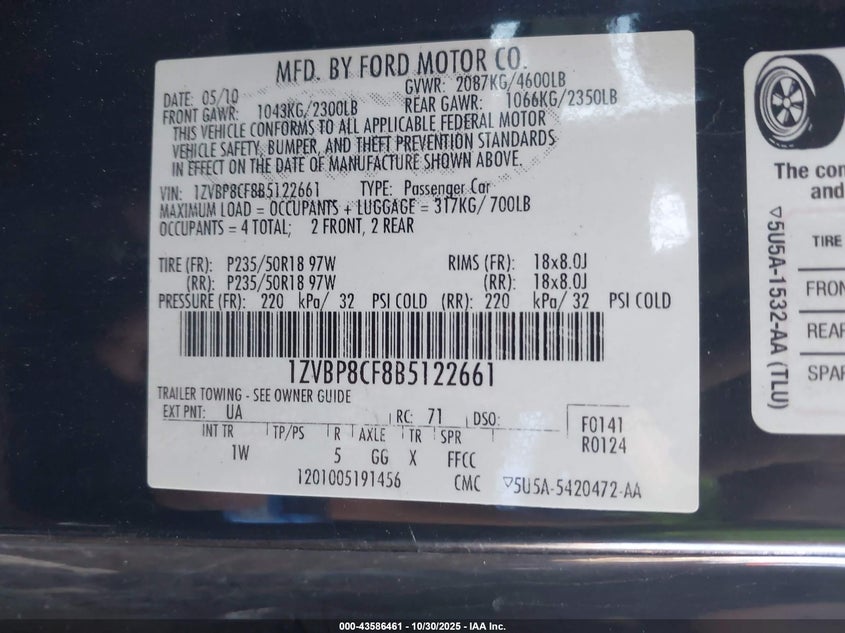 MFD. BY FORD MOTOR CO.
DATE: 05/10
GVWR: 2087KG/4600LB
FRONT GAWR: 1043KG/2300LB
REAR GAWR: 1066KG/2350LB
THIS VEHICLE CONFORMS TO ALL APPLICABLE FEDERAL MOTOR
VEHICLE SAFETY, BUMPER, AND THEFT PREVENTION STANDARDS
IN EFFECT ON THE DATE OF MANUFACTURE SHOWN ABOVE.
VIN: 1ZVBP8CF8B5122661 TYPE: Passenger Car
MAXIMUM LOAD = OCCUPANTS + LUGGAGE = 317KG/ 700LB
OCCUPANTS = 4 TOTAL; 2 FRONT, 2 REAR
TIRE (FR): P235/50R18 97W RIMS (FR): 18x8.0J
(RR): P235/50R18 97W (RR): 18x8.0J
PRESSURE (FR): 220 kPa/ 32 PSI COLD (RR): 220 kPa/ 32 PSI COLD
1ZVBP8CF8B5122661
TRAILER TOWING - SEE OWNER GUIDE
EXT PNT: UA RC: 71 DSO:
F0141
R0124
INT TR TP/PS R AXLE TR SPR
1W 5 GG X FFCC
1201005191456 CMC ▽5U5A-5420472-AA
The con
and
TIRE
FRON
REAR
SPAR
▽5U5A-1532-AA (TLU)
000-43586461 - 10/30/2025 - IAA Inc.